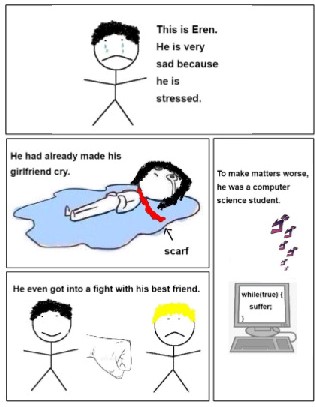 This is Eren.
He is very
sad because
he is
stressed.
He had already made his
girlfriend cry.
scarf
To make matters worse,
he was a computer
science student.
while(true) {
suffer;
}
He even got into a fight with his best friend.